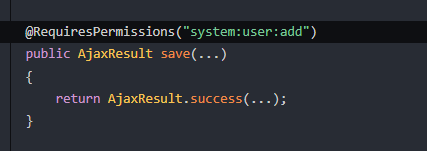 @RequiresPermissions("system:user:add")
public AjaxResult save(...)
{
    return AjaxResult.success(...);
}